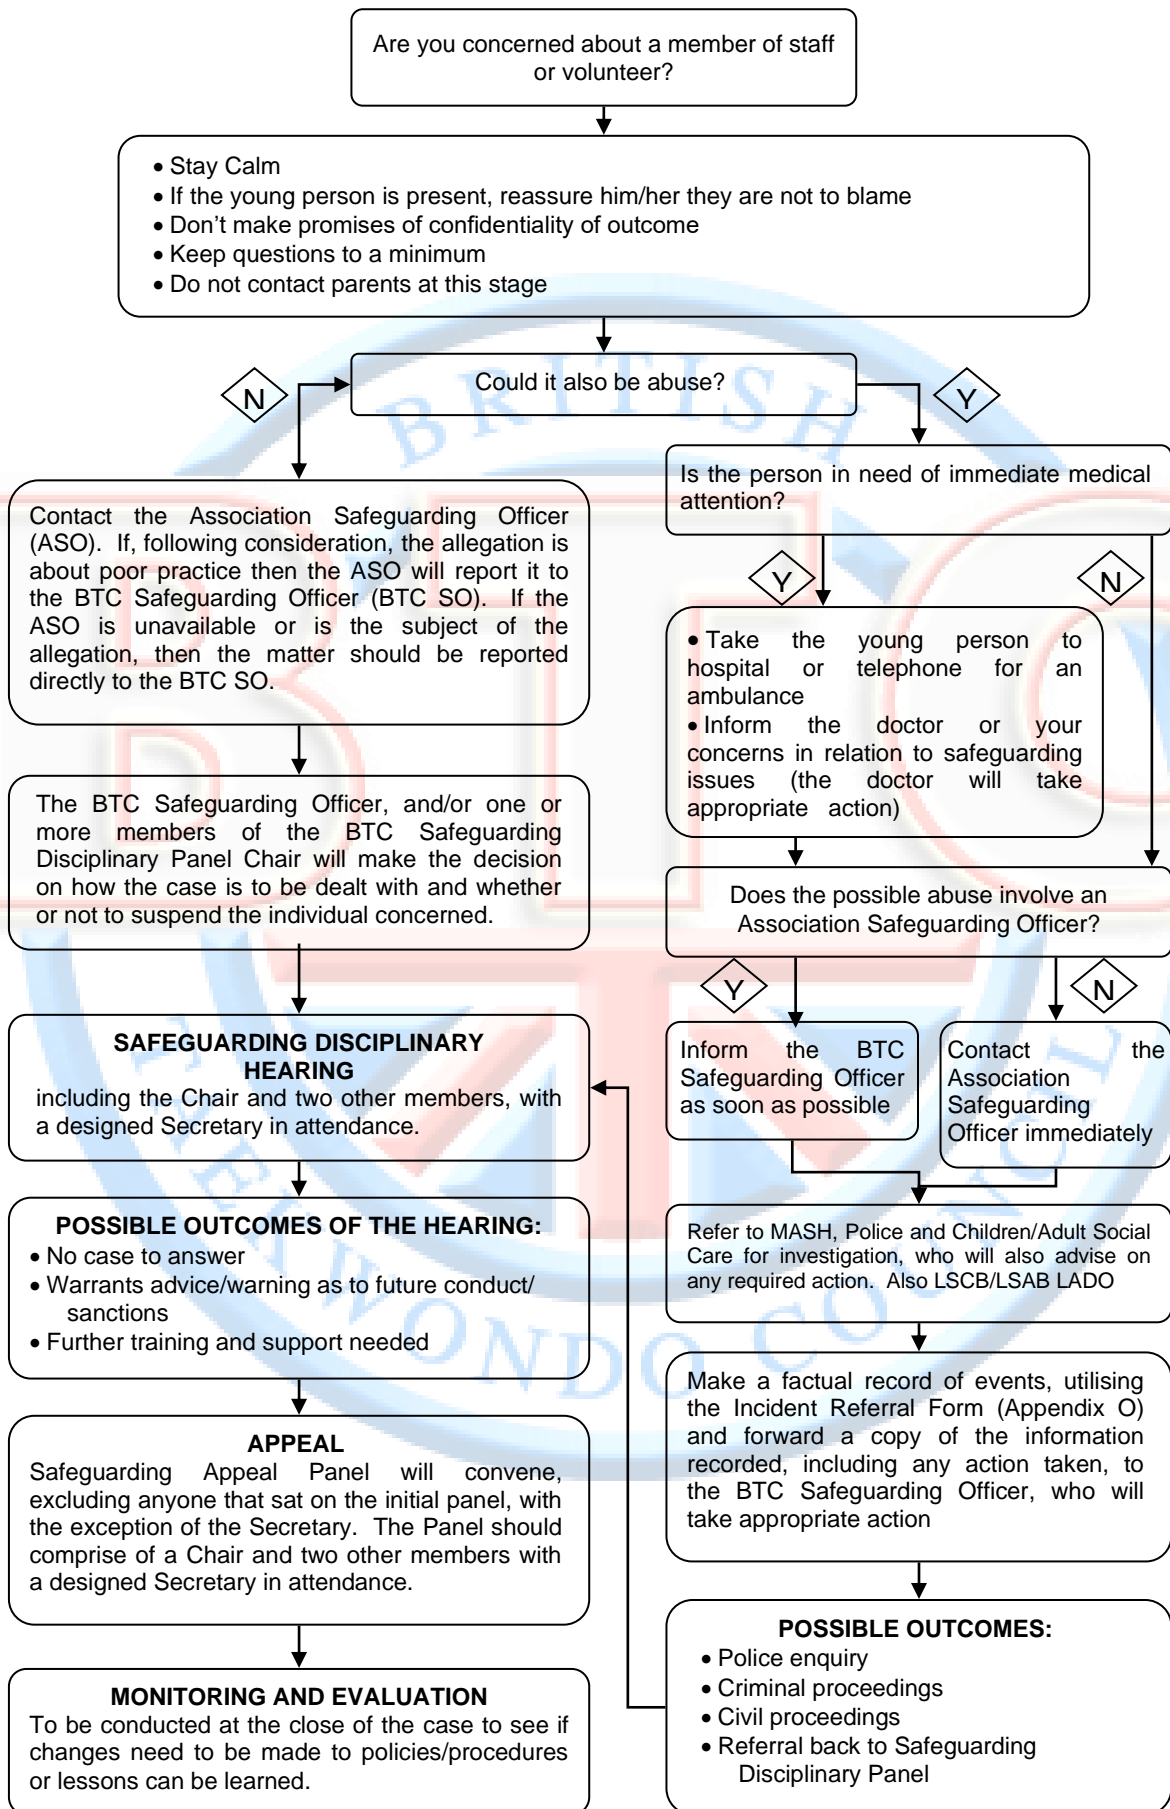 Are you concerned about a member of staff
or volunteer?
• Stay Calm
• If the young person is present, reassure him/her they are not to blame
• Don’t make promises of confidentiality of outcome
• Keep questions to a minimum
• Do not contact parents at this stage
Could it also be abuse?
N
Y
Contact the Association Safeguarding Officer
(ASO). If, following consideration, the allegation is
about poor practice then the ASO will report it to
the BTC Safeguarding Officer (BTC SO). If the
ASO is unavailable or is the subject of the
allegation, then the matter should be reported
directly to the BTC SO.
The BTC Safeguarding Officer, and/or one or
more members of the BTC Safeguarding
Disciplinary Panel Chair will make the decision
on how the case is to be dealt with and whether
or not to suspend the individual concerned.
SAFEGUARDING DISCIPLINARY
HEARING
including the Chair and two other members, with
a designed Secretary in attendance.
POSSIBLE OUTCOMES OF THE HEARING:
• No case to answer
• Warrants advice/warning as to future conduct/
sanctions
• Further training and support needed
APPEAL
Safeguarding Appeal Panel will convene,
excluding anyone that sat on the initial panel, with
the exception of the Secretary. The Panel should
comprise of a Chair and two other members with
a designed Secretary in attendance.
MONITORING AND EVALUATION
To be conducted at the close of the case to see if
changes need to be made to policies/procedures
or lessons can be learned.
Is the person in need of immediate medical
attention?
Y
N
• Take the young person to
hospital or telephone for an
ambulance
• Inform the doctor or your
concerns in relation to safeguarding
issues (the doctor will take
appropriate action)
Does the possible abuse involve an
Association Safeguarding Officer?
Y
N
Inform the BTC
Safeguarding Officer
as soon as possible
Contact the
Association
Safeguarding
Officer immediately
Refer to MASH, Police and Children/Adult Social
Care for investigation, who will also advise on
any required action. Also LSCB/LSAB LADO
Make a factual record of events, utilising
the Incident Referral Form (Appendix O)
and forward a copy of the information
recorded, including any action taken, to
the BTC Safeguarding Officer, who will
take appropriate action
POSSIBLE OUTCOMES:
• Police enquiry
• Criminal proceedings
• Civil proceedings
• Referral back to Safeguarding
Disciplinary Panel
BRITISH
BTC
TAEKWONDO COUNCIL